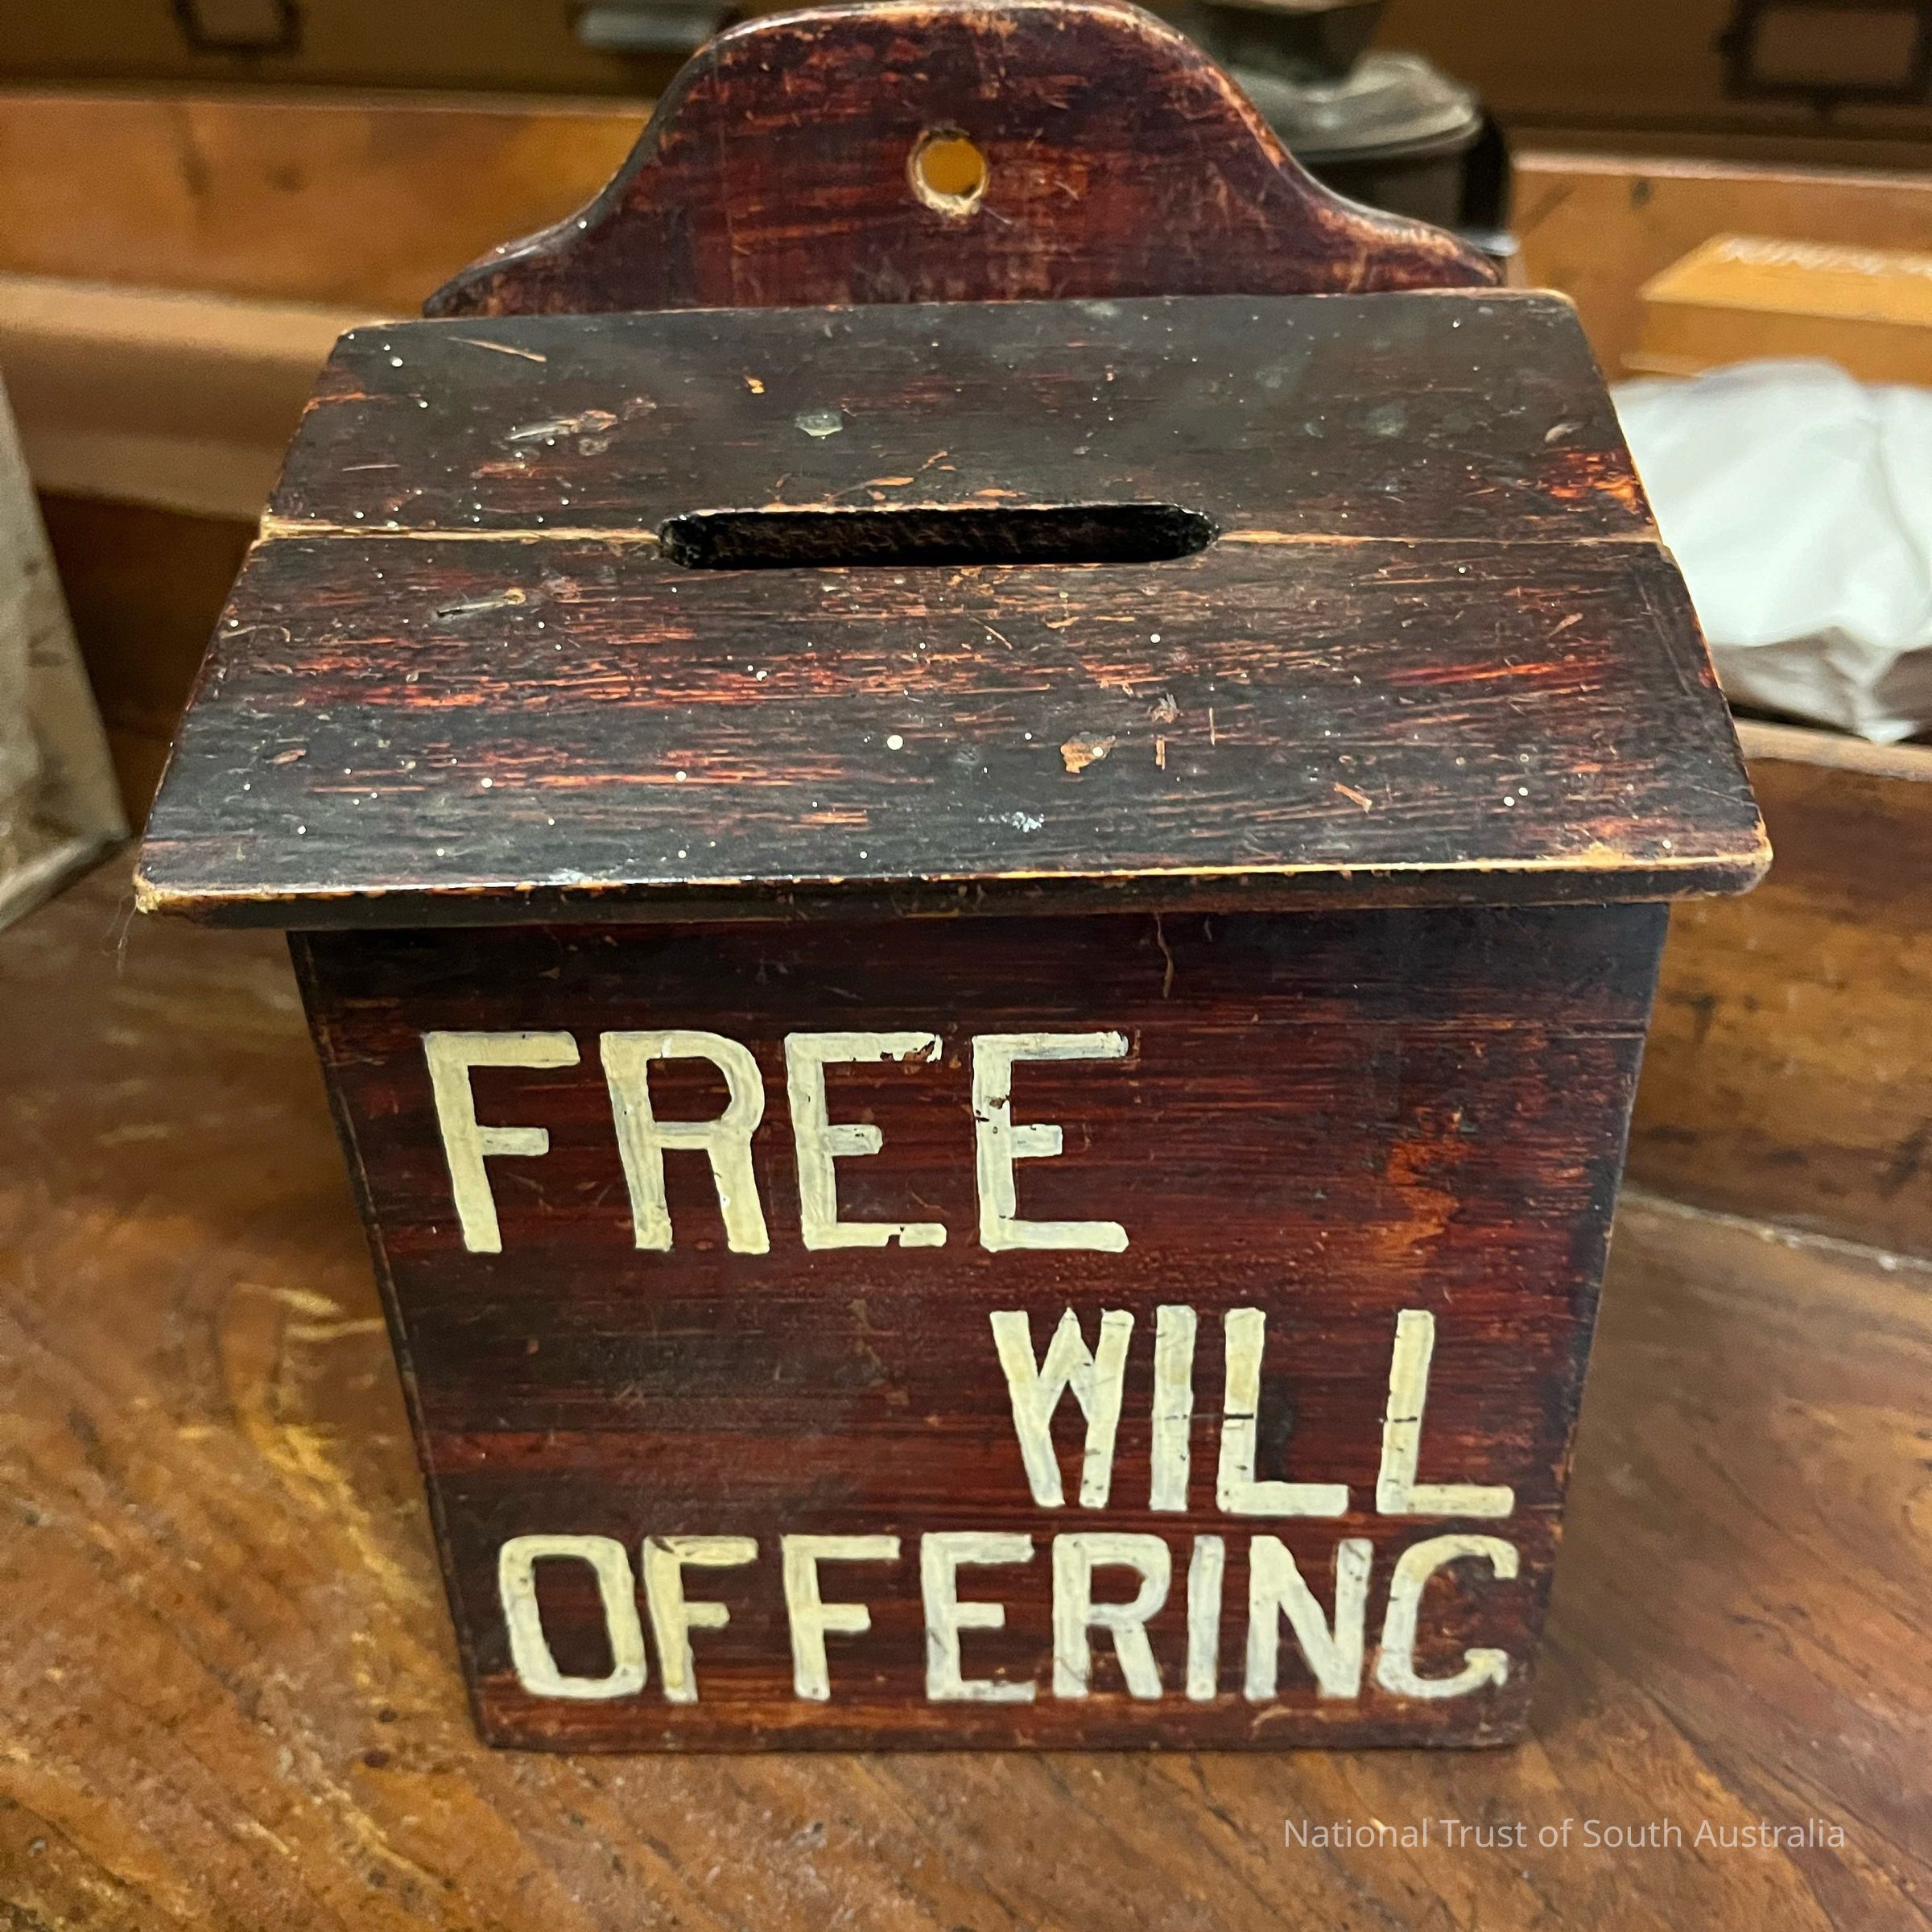 FREE
WILL
OFFERING
National Trust of South Australia